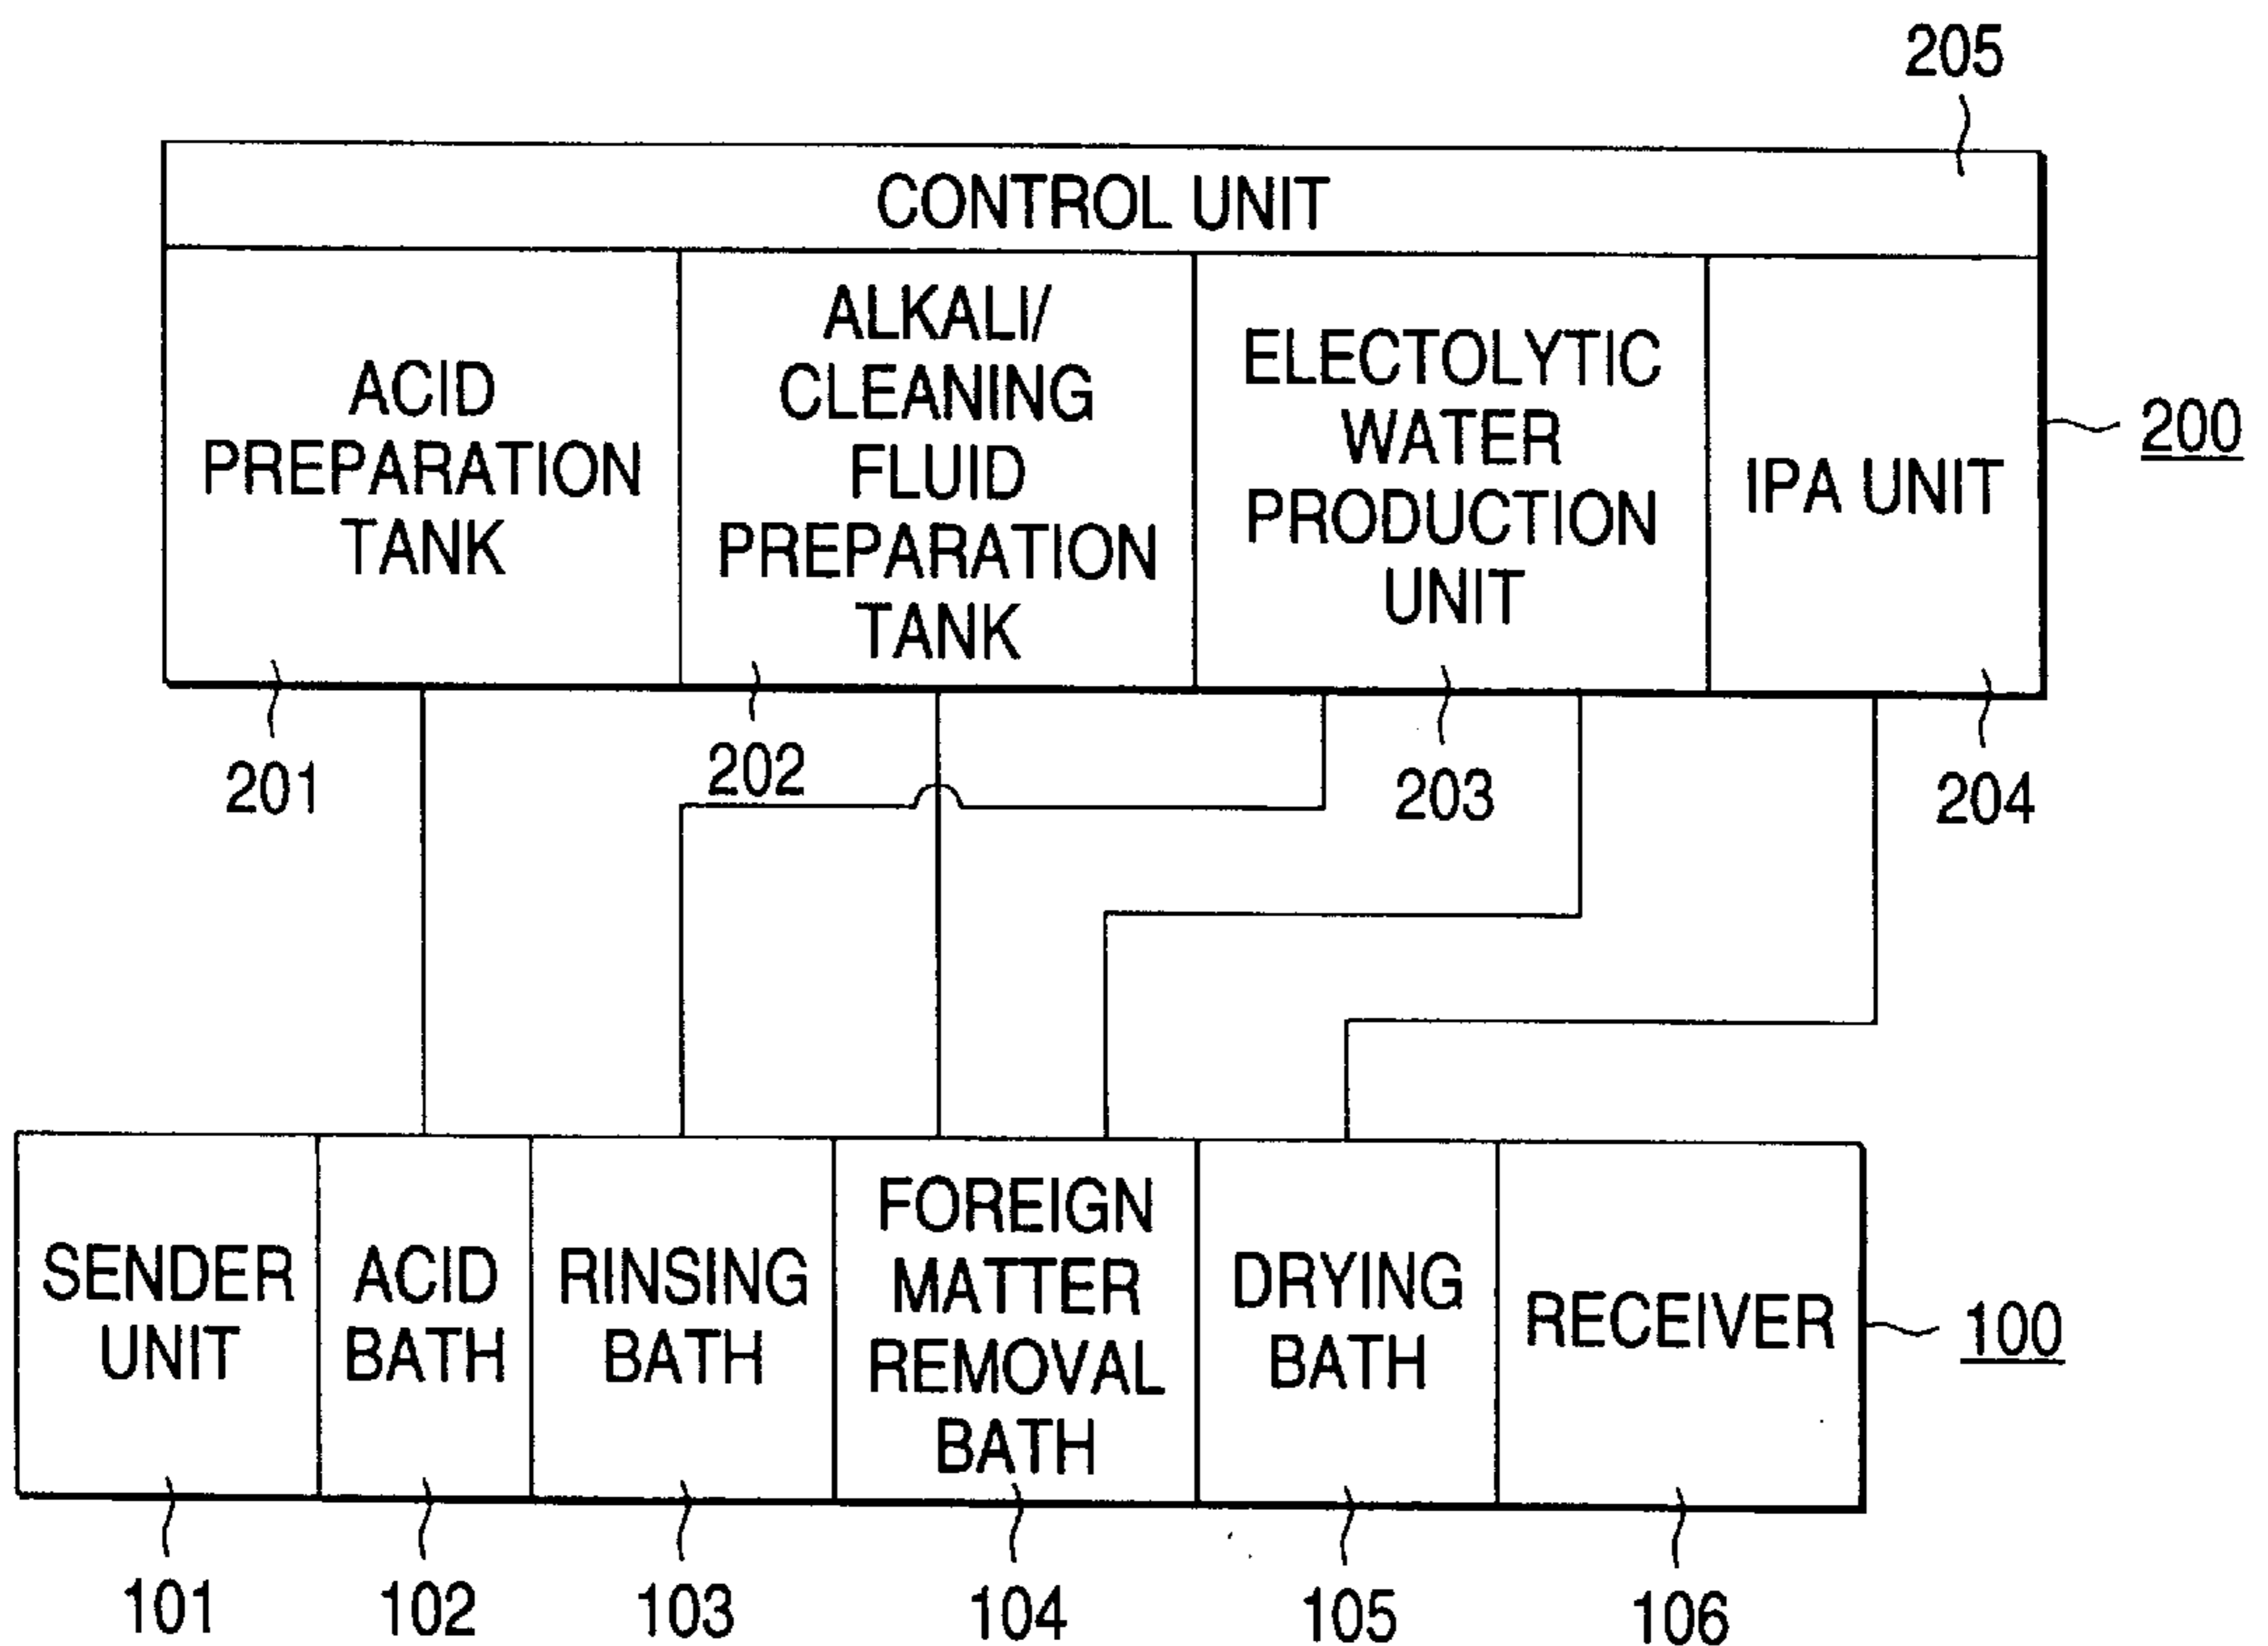 205
CONTROL UNIT
ACID
PREPARATION
TANK
ALKALI/
CLEANING
FLUID
PREPARATION
TANK
ELECTOLYTIC
WATER
PRODUCTION
UNIT
IPA UNIT
200
201
202
203
204
SENDER
UNIT
ACID
BATH
RINSING
BATH
FOREIGN
MATTER
REMOVAL
BATH
DRYING
BATH
RECEIVER
100
101
102
103
104
105
106